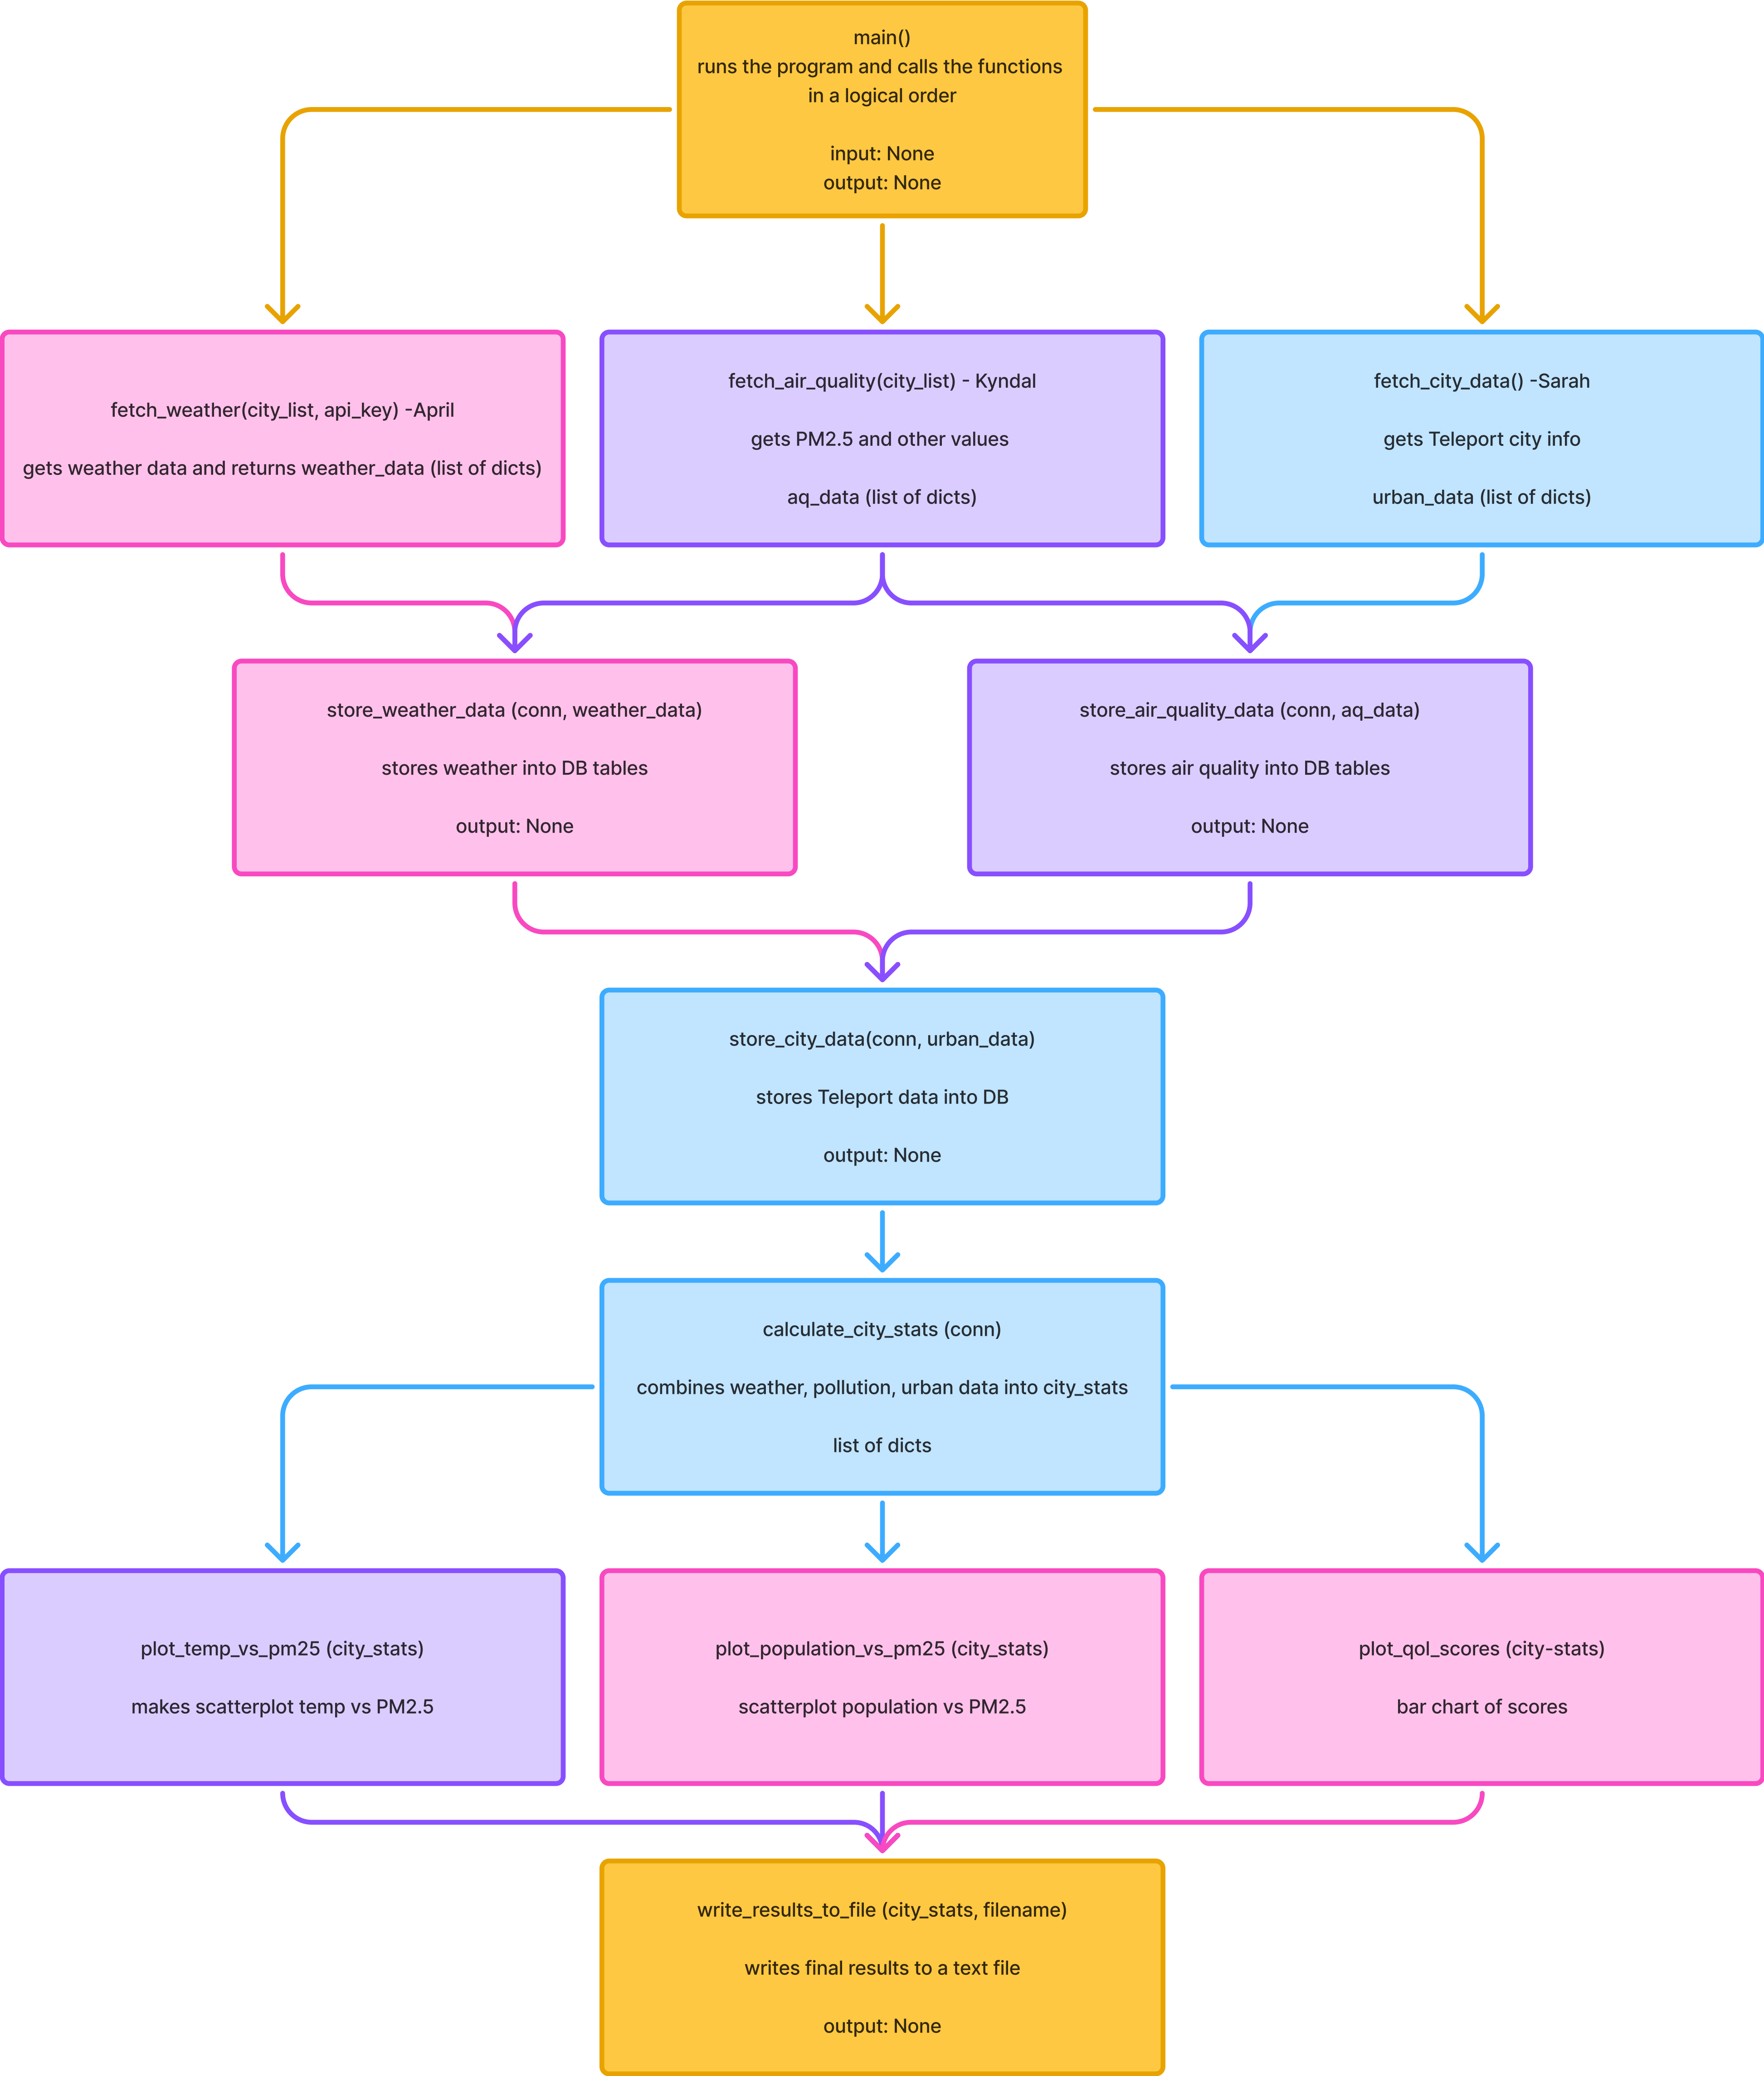 main()
runs the program and calls the functions
in a logical order
input: None
output: None
fetch_weather(city_list, api_key) -April
gets weather data and returns weather_data (list of dicts)
fetch_air_quality(city_list) - Kyndal
gets PM2.5 and other values
aq_data (list of dicts)
fetch_city_data() -Sarah
gets Teleport city info
urban_data (list of dicts)
store_weather_data (conn, weather_data)
stores weather into DB tables
output: None
store_air_quality_data (conn, aq_data)
stores air quality into DB tables
output: None
store_city_data(conn, urban_data)
stores Teleport data into DB
output: None
calculate_city_stats (conn)
combines weather, pollution, urban data into city_stats
list of dicts
plot_temp_vs_pm25 (city_stats)
makes scatterplot temp vs PM2.5
plot_population_vs_pm25 (city_stats)
scatterplot population vs PM2.5
plot_qol_scores (city-stats)
bar chart of scores
write_results_to_file (city_stats, filename)
writes final results to a text file
output: None